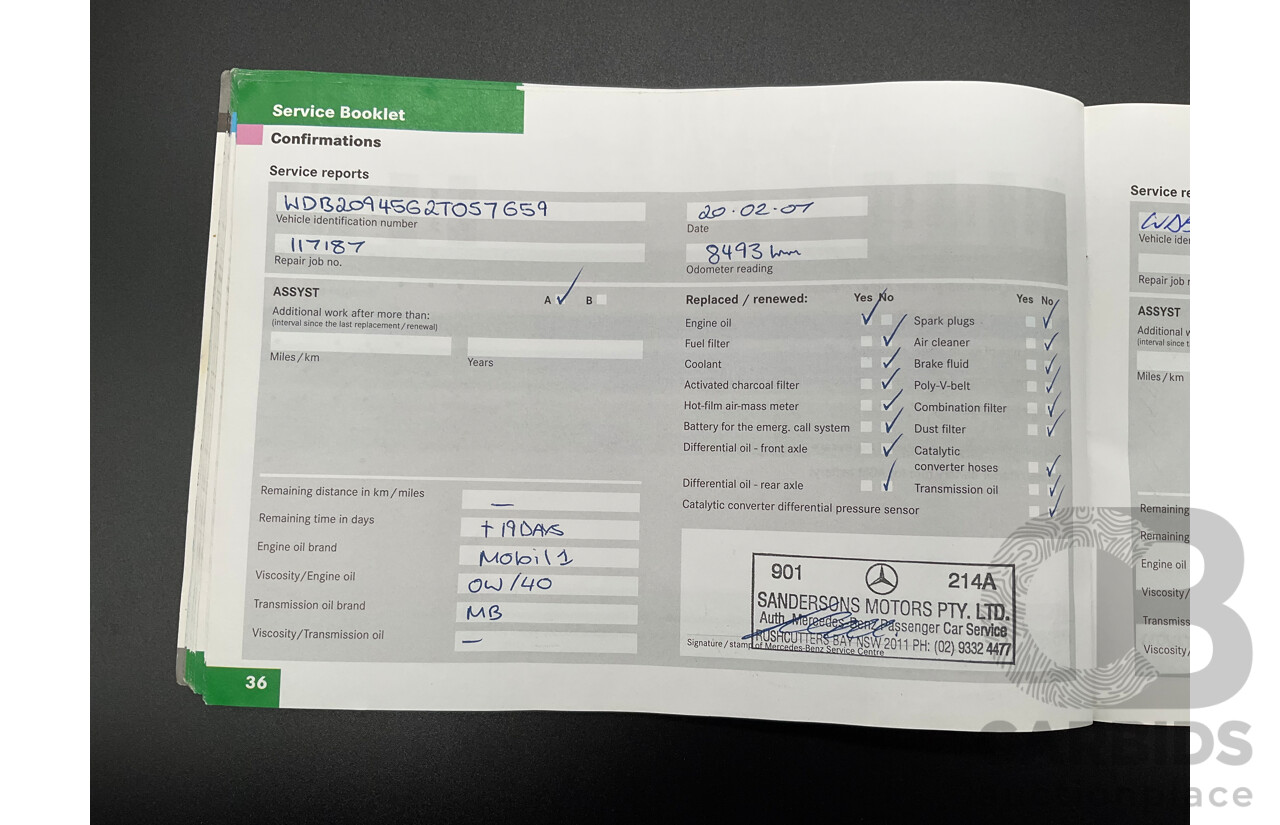 Service Booklet
Confirmations
Service reports
WDB2094562T057659
Vehicle identification number
20·02·07
Date
117187
Repair job no.
8493 km
Odometer reading
ASSYST
A B
Additional work after more than:
(interval since the last replacement/renewal)
Miles/km
Years
Replaced / renewed: Yes No Yes No
Engine oil Spark plugs
Fuel filter Air cleaner
Coolant Brake fluid
Activated charcoal filter Poly-V-belt
Hot-film air-mass meter Combination filter
Battery for the emerg. call system Dust filter
Differential oil - front axle Catalytic
converter hoses
Differential oil - rear axle Transmission oil
Catalytic converter differential pressure sensor
Remaining distance in km/miles —
Remaining time in days + 19 DAYS
Engine oil brand Mobil 1
Viscosity/Engine oil 0W/40
Transmission oil brand MB
Viscosity/Transmission oil —
901 214A
SANDERSONS MOTORS PTY. LTD.
Auth. Mercedes-Benz Passenger Car Service
RUSHCUTTERS BAY NSW 2011 PH: (02) 9332 4477
Signature/stamp of Mercedes-Benz Service Centre
36
Service re
Vehicle ider
Repair job n
ASSYST
Additional w
(interval since t
Miles/km
Remaining
Remaining
Engine oil
Viscosity/
Transmiss
Viscosity/
CB
CARBIDS